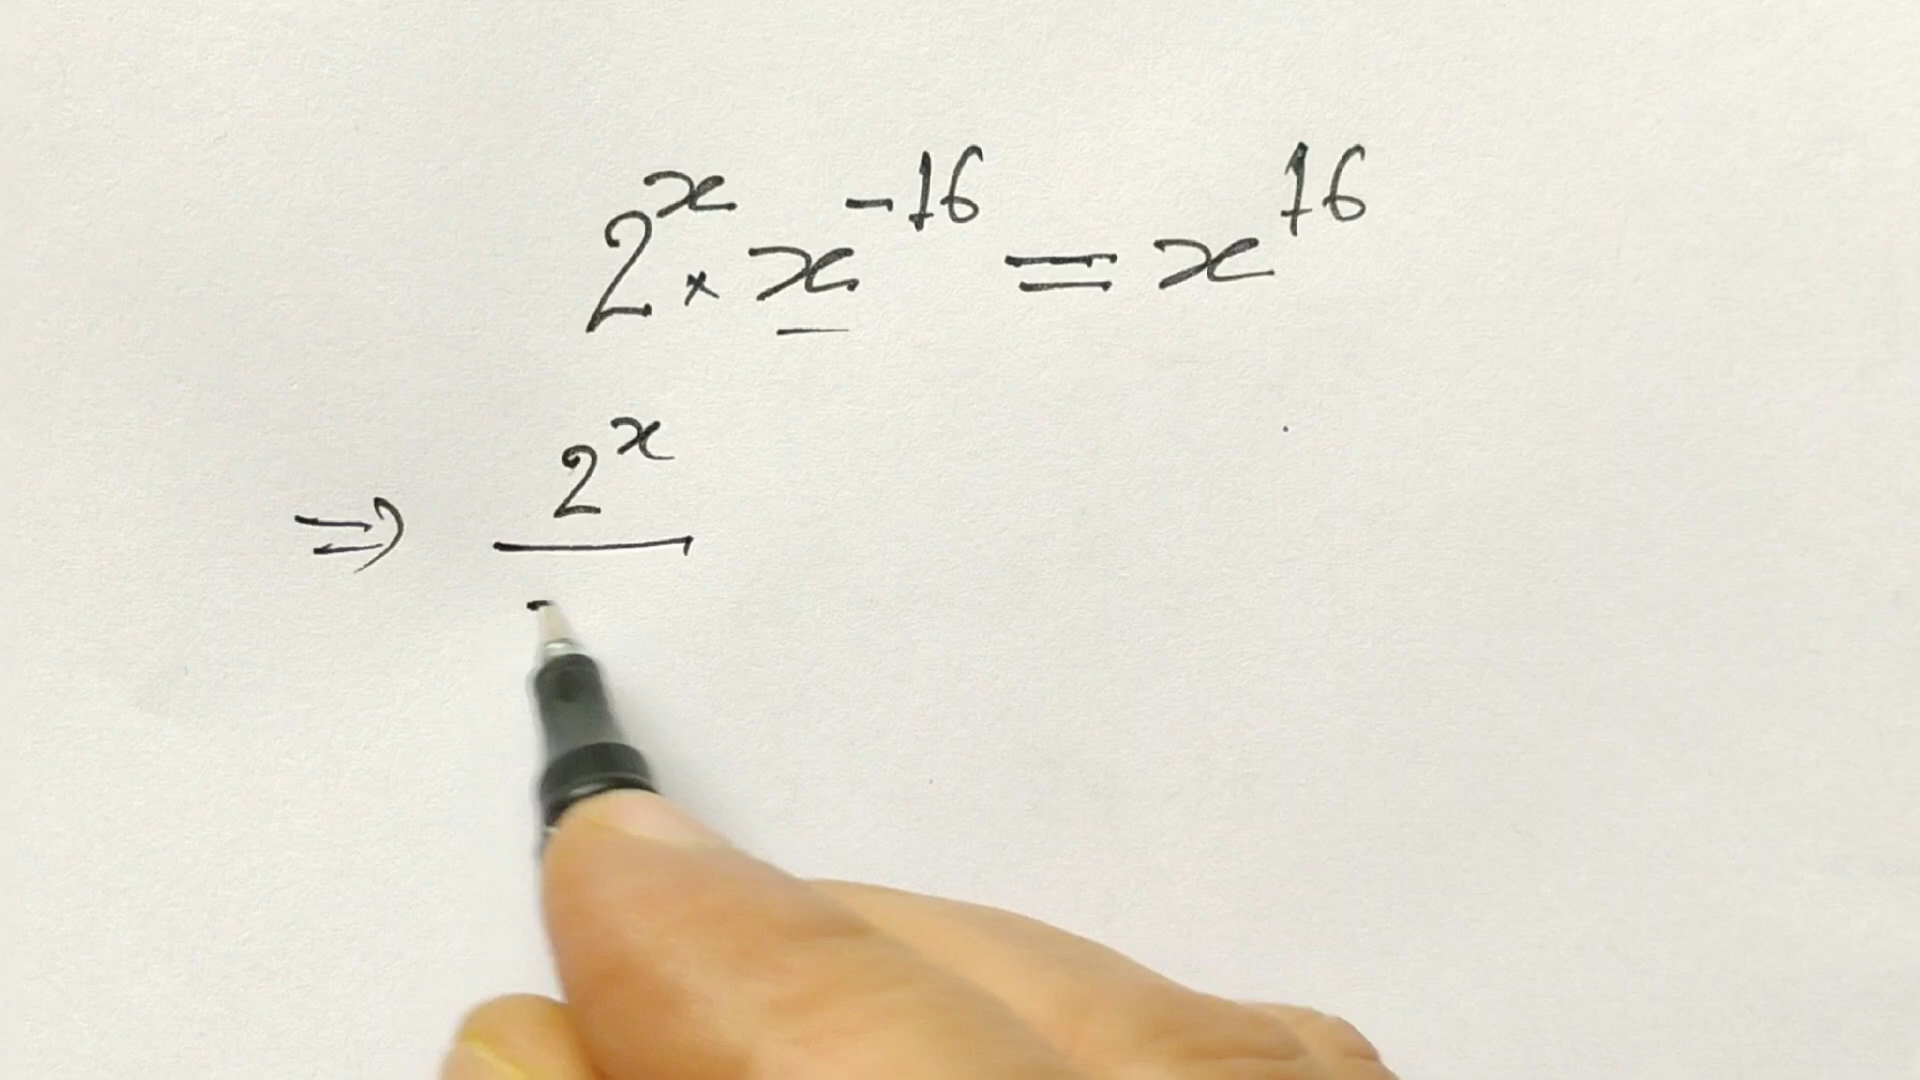 2^x × x^-16 = x^16
⇒ 2^x